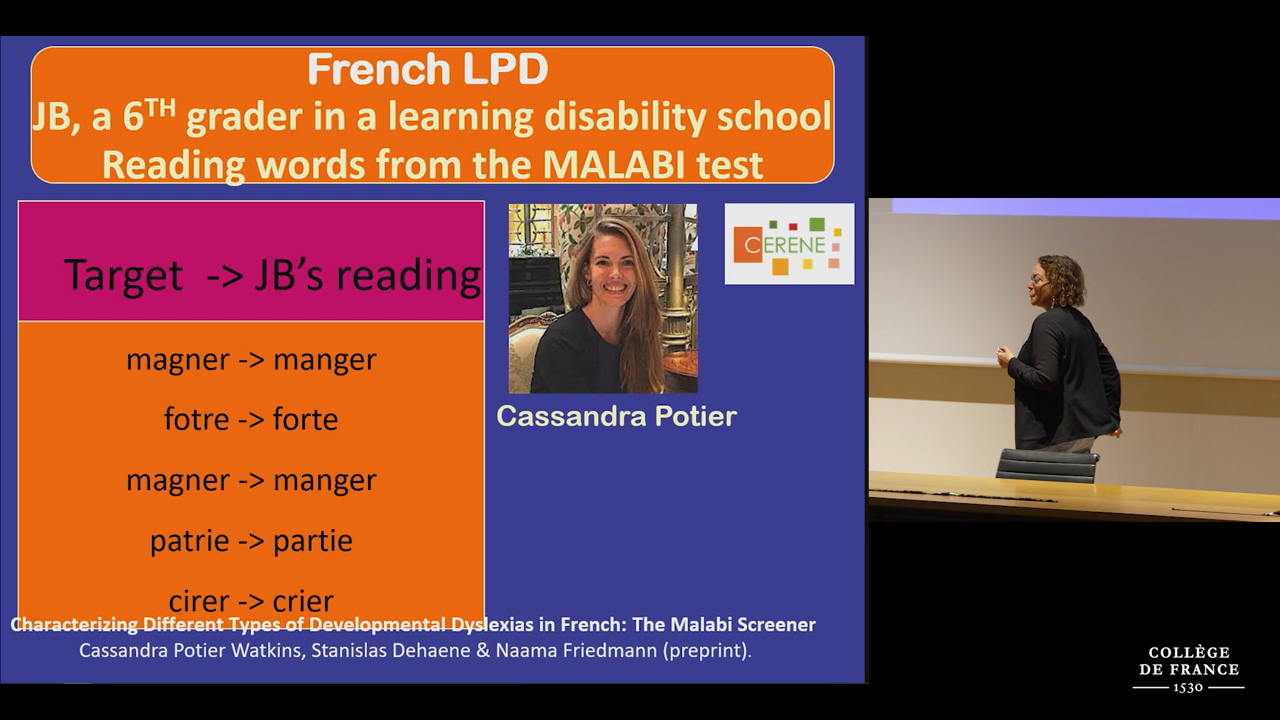 French LPD
JB, a 6TH grader in a learning disability school
Reading words from the MALABI test
Target -> JB's reading
magner -> manger
fotre -> forte
magner -> manger
patrie -> partie
cirer -> crier
CERENE
Cassandra Potier
Characterizing Different Types of Developmental Dyslexias in French: The Malabi Screener
Cassandra Potier Watkins, Stanislas Dehaene & Naama Friedmann (preprint).
COLLÈGE
DE FRANCE
1530